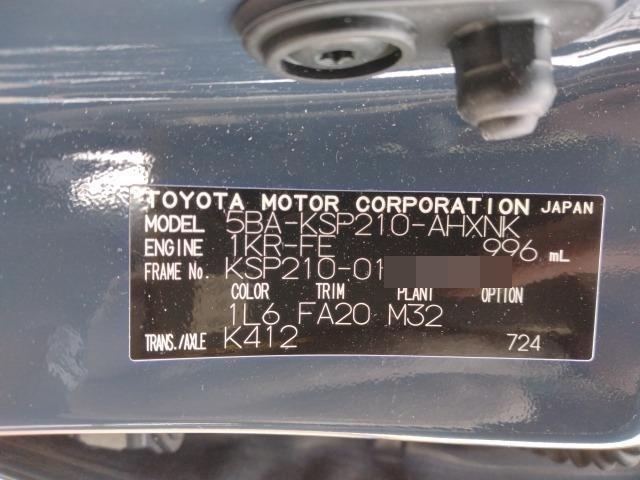 TOYOTA MOTOR CORPORATION JAPAN
MODEL 5BA-KSP210-AHXNK
ENGINE 1KR-FE 996 mL
FRAME No. KSP210-01
COLOR TRIM PLANT OPTION
1L6 FA20 M32
TRANS./AXLE K412 724